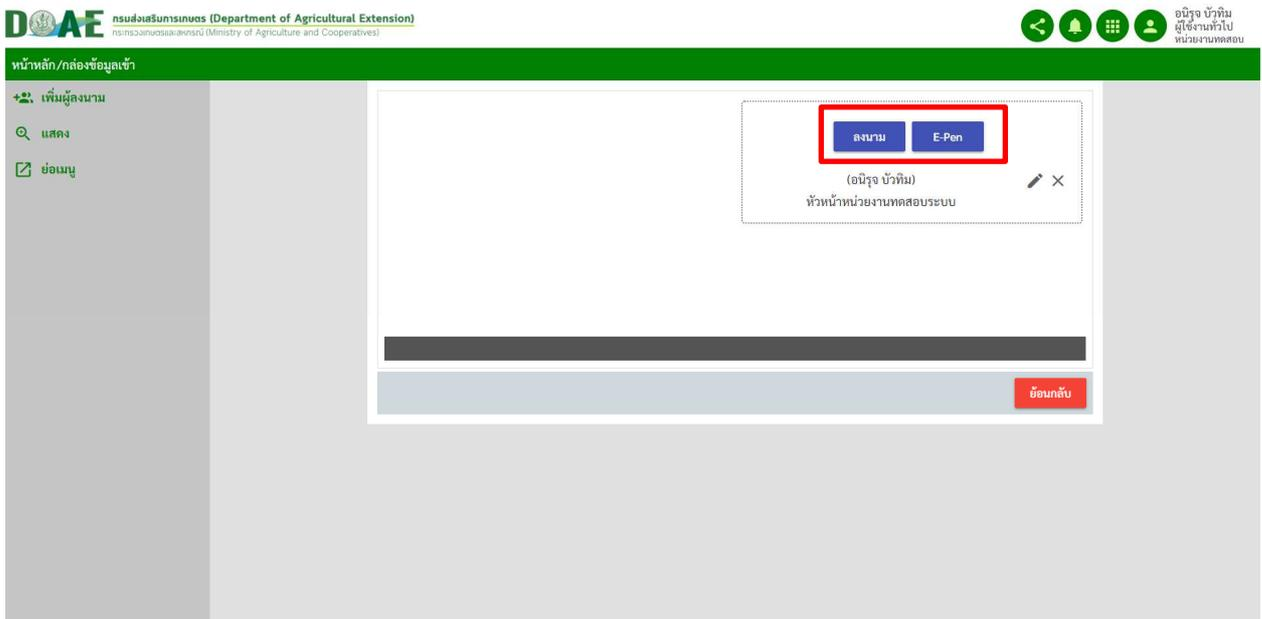 DOAE กรมส่งเสริมการเกษตร (Department of Agricultural Extension)
กระทรวงเกษตรและสหกรณ์ (Ministry of Agriculture and Cooperatives)
อนิรุจ บัวทิม
ผู้ใช้งานทั่วไป
หน่วยงานทดสอบ
หน้าหลัก/กล่องข้อมูลเข้า
เพิ่มผู้ลงนาม
แสดง
ย่อเมนู
ลงนาม E-Pen
(อนิรุจ บัวทิม)
หัวหน้าหน่วยงานทดสอบระบบ
ย้อนกลับ